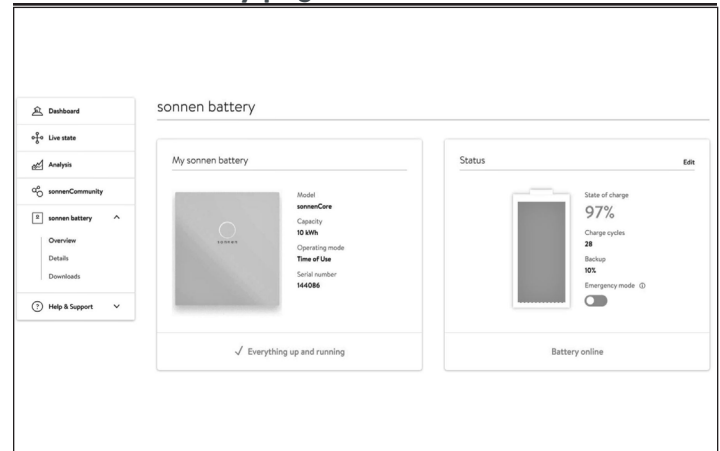 Dashboard
Live state
Analysis
sonnenCommunity
sonnen battery
Overview
Details
Downloads
Help & Support
sonnen battery
My sonnen battery
sonnen
Model
sonnenCore
Capacity
10 kWh
Operating mode
Time of Use
Serial number
144086
Everything up and running
Status
Edit
State of charge
97%
Charge cycles
28
Backup
10%
Emergency mode
Battery online